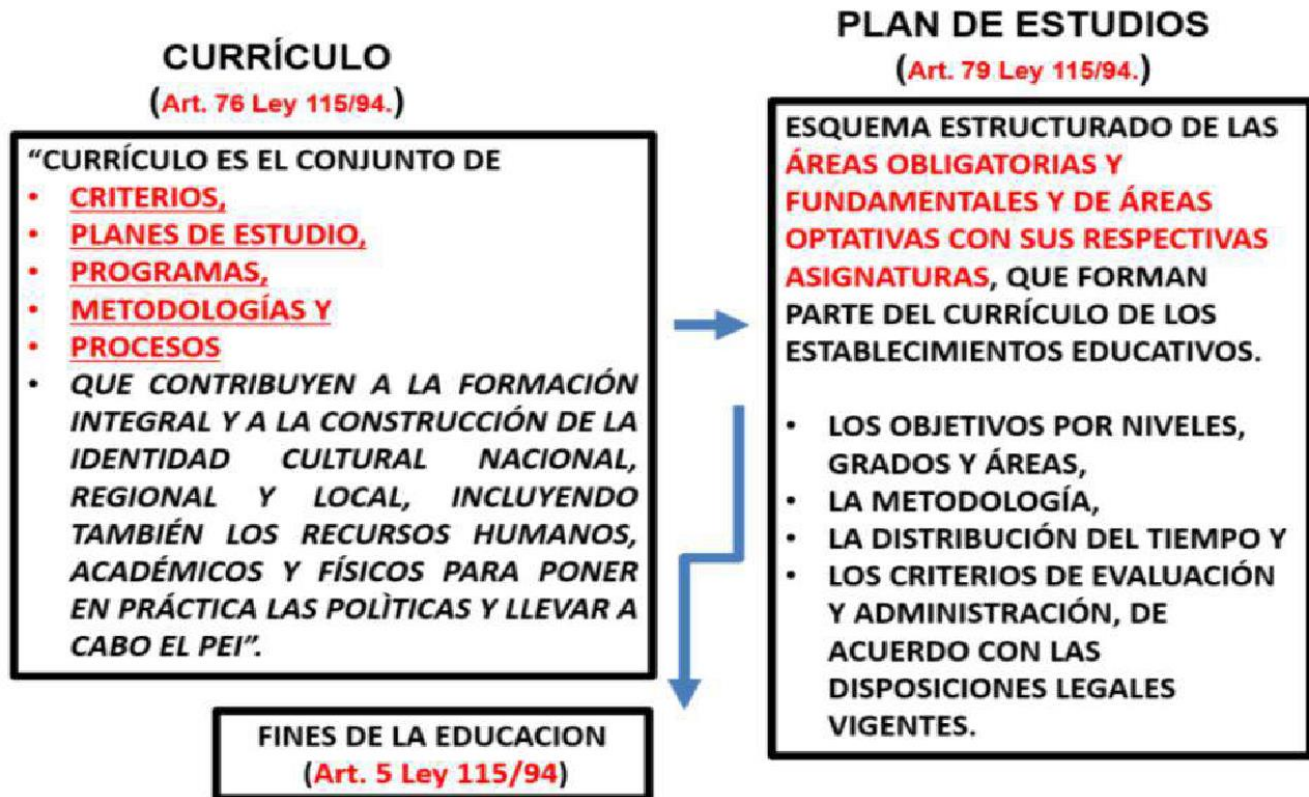 CURRÍCULO
(Art. 76 Ley 115/94.)
“CURRÍCULO ES EL CONJUNTO DE
• CRITERIOS,
• PLANES DE ESTUDIO,
• PROGRAMAS,
• METODOLOGÍAS Y
• PROCESOS
• QUE CONTRIBUYEN A LA FORMACIÓN
INTEGRAL Y A LA CONSTRUCCIÓN DE LA
IDENTIDAD CULTURAL NACIONAL,
REGIONAL Y LOCAL, INCLUYENDO
TAMBIÉN LOS RECURSOS HUMANOS,
ACADÉMICOS Y FÍSICOS PARA PONER
EN PRÁCTICA LAS POLÌTICAS Y LLEVAR A
CABO EL PEI”.
PLAN DE ESTUDIOS
(Art. 79 Ley 115/94.)
ESQUEMA ESTRUCTURADO DE LAS
ÁREAS OBLIGATORIAS Y
FUNDAMENTALES Y DE ÁREAS
OPTATIVAS CON SUS RESPECTIVAS
ASIGNATURAS, QUE FORMAN
PARTE DEL CURRÍCULO DE LOS
ESTABLECIMIENTOS EDUCATIVOS.
• LOS OBJETIVOS POR NIVELES,
GRADOS Y ÁREAS,
• LA METODOLOGÍA,
• LA DISTRIBUCIÓN DEL TIEMPO Y
• LOS CRITERIOS DE EVALUACIÓN
Y ADMINISTRACIÓN, DE
ACUERDO CON LAS
DISPOSICIONES LEGALES
VIGENTES.
FINES DE LA EDUCACION
(Art. 5 Ley 115/94)